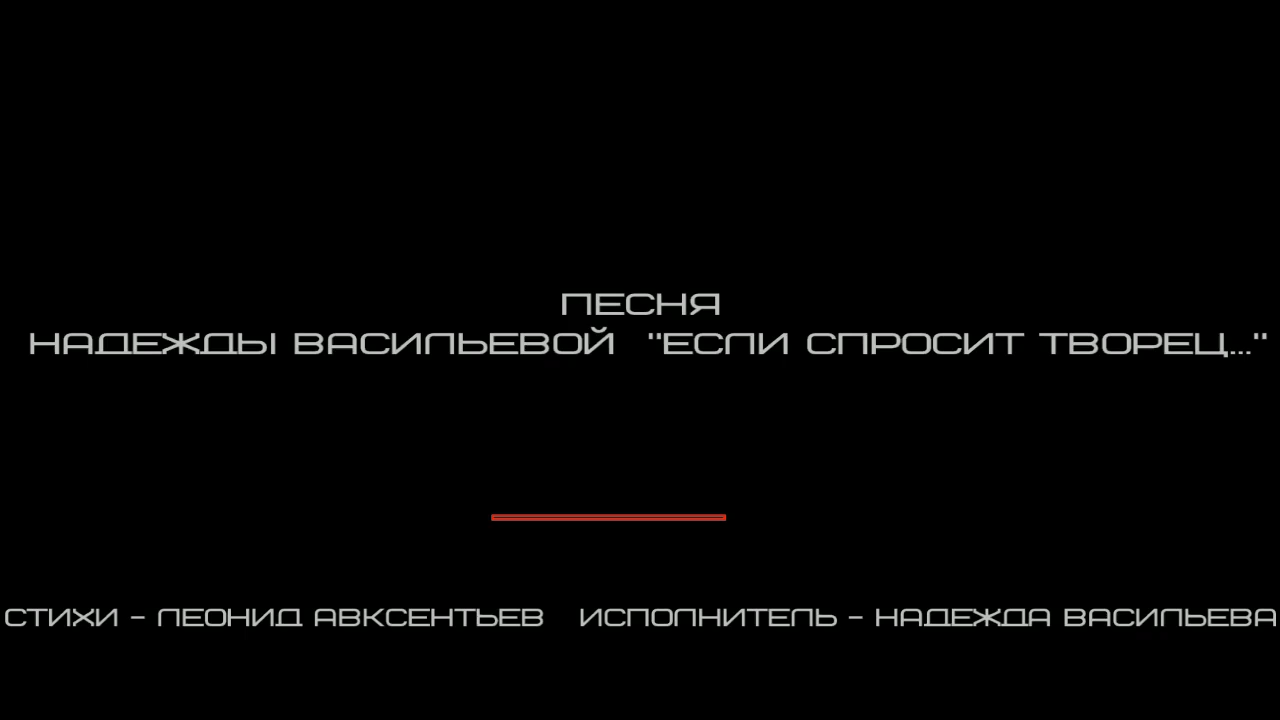 ПЕСНЯ
НАДЕЖДЫ ВАСИЛЬЕВОЙ "ЕСЛИ СПРОСИТ ТВОРЕЦ..."
СТИХИ - ЛЕОНИД АВКСЕНТЬЕВ ИСПОЛНИТЕЛЬ - НАДЕЖДА ВАСИЛЬЕВА